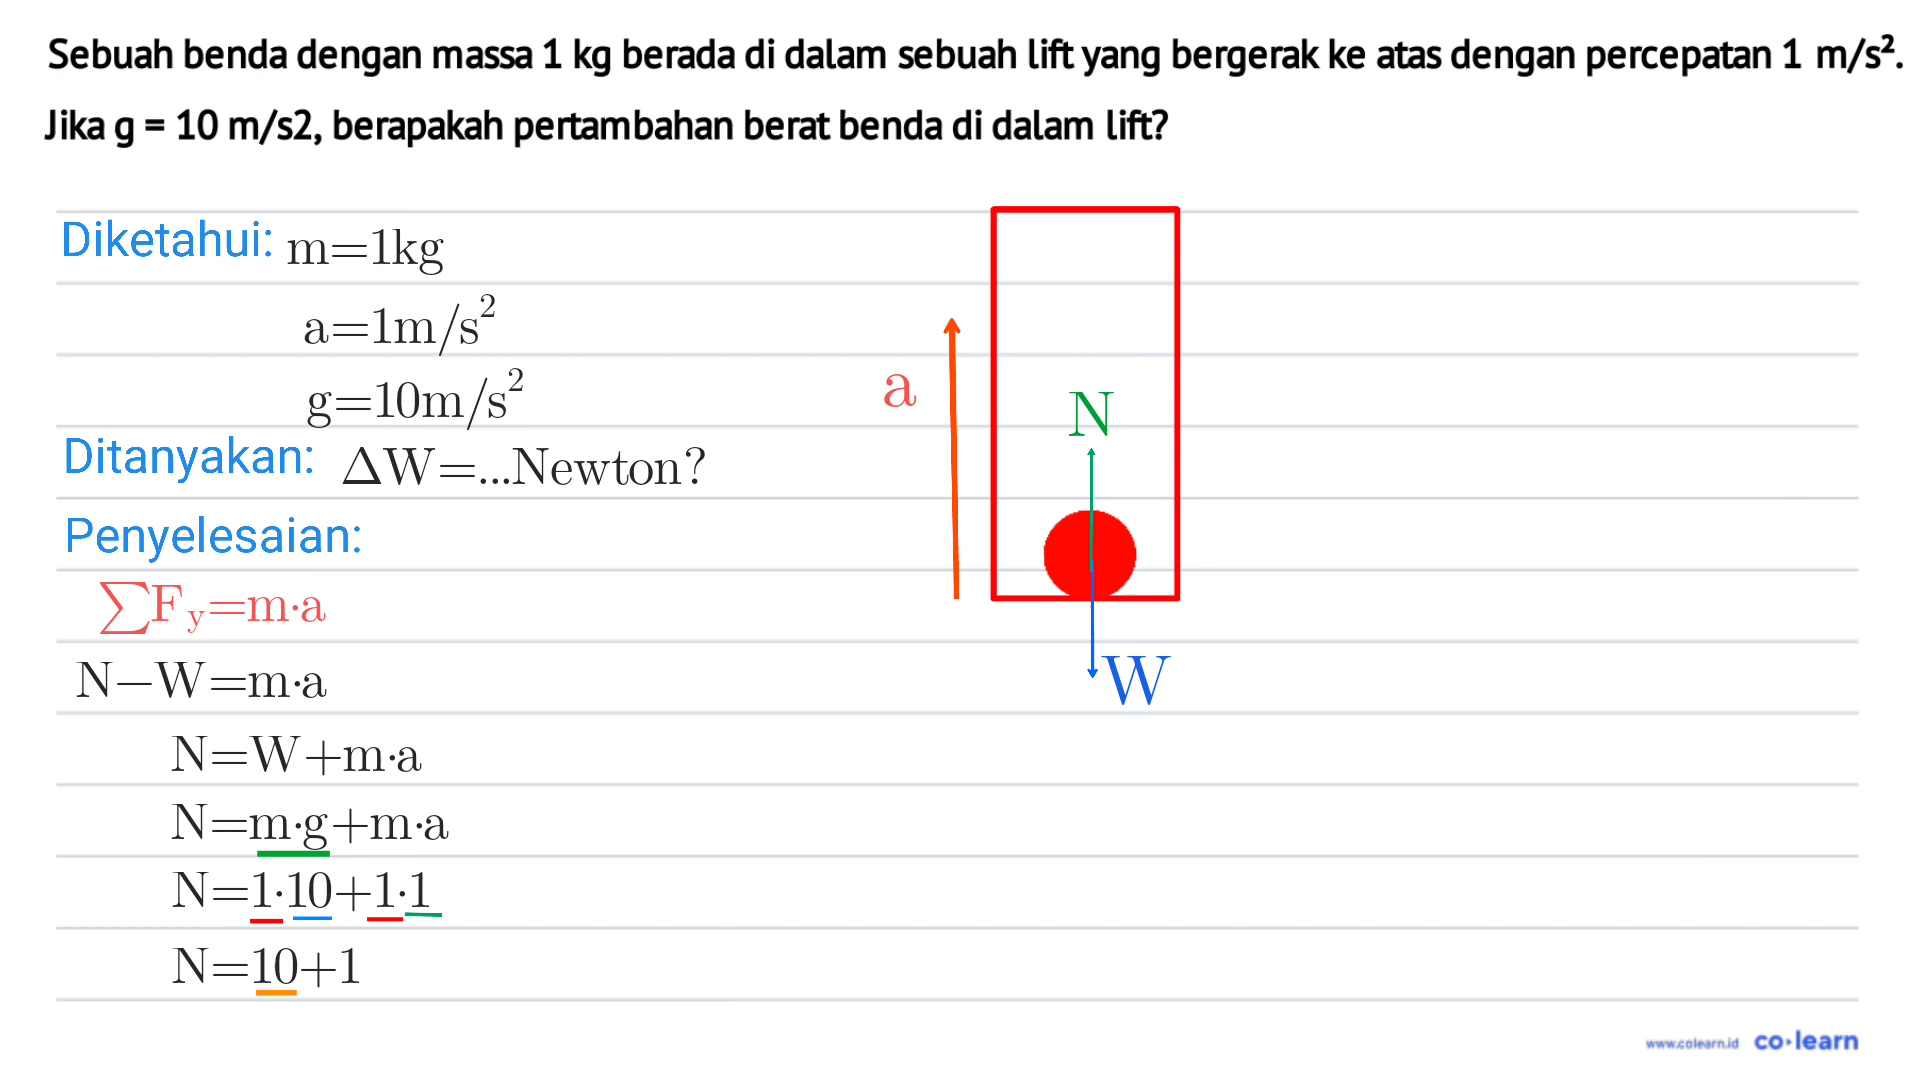 Sebuah benda dengan massa 1 kg berada di dalam sebuah lift yang bergerak ke atas dengan percepatan 1 m/s².
Jika g = 10 m/s2, berapakah pertambahan berat benda di dalam lift?
Diketahui: m=1kg
a=1m/s²
g=10m/s²
Ditanyakan: ΔW=...Newton?
Penyelesaian:
∑F_y=m·a
N−W=m·a
N=W+m·a
N=m·g+m·a
N=1·10+1·1
N=10+1
a
N
W
www.colearn.id co·learn